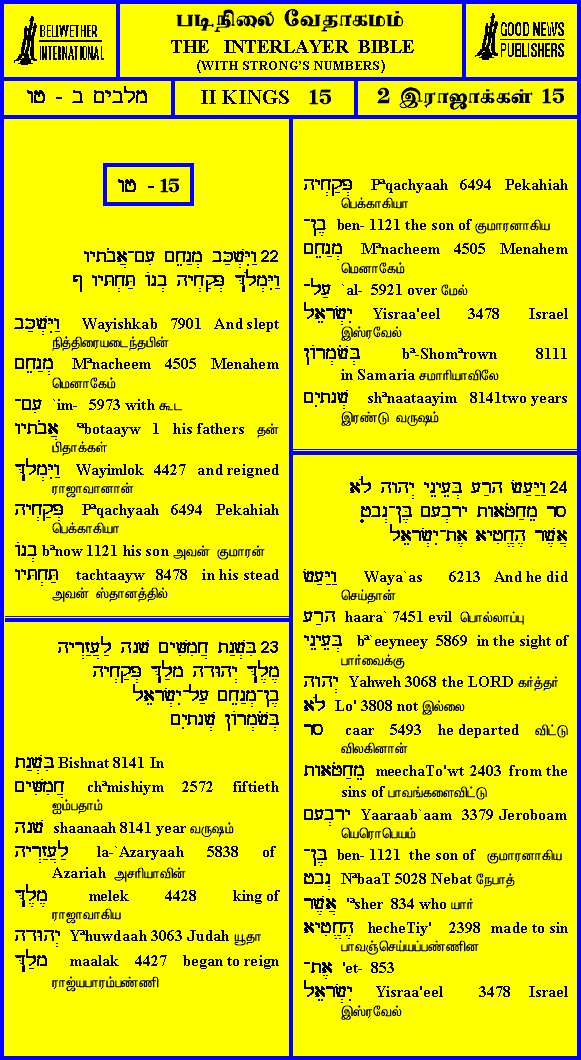 BELLWETHER
INTERNATIONAL
படிநிலை வேதாகமம்
THE INTERLAYER BIBLE
(WITH STRONG'S NUMBERS)
GOOD NEWS
PUBLISHERS
מלכים ב - טו
II KINGS 15
2 இராஜாக்கள் 15
טו - 15
22 וַיִּשְׁכַּב מְנַחֵם עִם־אֲבֹתָיו
וַיִּמְלֹךְ פְּקַחְיָה בְנוֹ תַּחְתָּיו ף
וַיִּשְׁכַּב Wayishkab 7901 And slept
நித்திரையடைந்தபின்
מְנַחֵם Mªnacheem 4505 Menahem
மெனாகேம்
עִם־ `im- 5973 with கூட
אֲבֹתָיו 'ªbotaayw 1 his fathers தன்
பிதாக்கள்
וַיִּמְלֹךְ Wayimlok 4427 and reigned
ராஜாவானான்
פְּקַחְיָה Pªqachyaah 6494 Pekahiah
பெக்காகியா
בְנוֹ bªnow 1121 his son அவன் குமாரன்
תַּחְתָּיו tachtaayw 8478 in his stead
அவன் ஸ்தானத்தில்
23 בִּשְׁנַת חֲמִשִּׁים שָׁנָה לַעֲזַרְיָה
מֶלֶךְ יְהוּדָה מָלַךְ פְּקַחְיָה
בֶן־מְנַחֵם עַל־יִשְׂרָאֵל
בְּשֹׁמְרוֹן שְׁנָתָיִם
בִּשְׁנַת Bishnat 8141 In
חֲמִשִּׁים chªmishiym 2572 fiftieth
ஐம்பதாம்
שָׁנָה shaanaah 8141 year வருஷம்
לַעֲזַרְיָה la-`Azaryaah 5838 of
Azariah அசரியாவின்
מֶלֶךְ melek 4428 king of
ராஜாவாகிய
יְהוּדָה Yªhuwdaah 3063 Judah யூதா
מָלַךְ maalak 4427 began to reign
ராஜ்யபாரம்பண்ணி
פְּקַחְיָה Pªqachyaah 6494 Pekahiah
பெக்காகியா
בֶן־ ben- 1121 the son of குமாரனாகிய
מְנַחֵם Mªnacheem 4505 Menahem
மெனாகேம்
עַל־ `al- 5921 over மேல்
יִשְׂרָאֵל Yisraa'eel 3478 Israel
இஸ்ரவேல்
בְּשֹׁמְרוֹן bª-Shomªrown 8111
in Samaria சமாரியாவிலே
שְׁנָתָיִם shªnaataayim 8141two years
இரண்டு வருஷம்
24 וַיַּעַשׂ הָרַע בְּעֵינֵי יְהוָה לֹא
סָר מֵחַטֹּאות יָרָבְעָם בֶּן־נְבָט
אֲשֶׁר הֶחֱטִיא אֶת־יִשְׂרָאֵל
וַיַּעַשׂ Waya`as 6213 And he did
செய்தான்
הָרַע haara` 7451 evil பொல்லாப்பு
בְּעֵינֵי bª`eeyneey 5869 in the sight of
பார்வைக்கு
יְהוָה Yahweh 3068 the LORD கர்த்தர்
לֹא Lo' 3808 not இல்லை
סָר caar 5493 he departed விட்டு
விலகினான்
מֵחַטֹּאות meechaTo'wt 2403 from the
sins of பாவங்களைவிட்டு
יָרָבְעָם Yaaraab`aam 3379 Jeroboam
யெரொபெயம்
בֶּן־ ben- 1121 the son of குமாரனாகிய
נְבָט NªbaaT 5028 Nebat நேபாத்
אֲשֶׁר 'ªsher 834 who யார்
הֶחֱטִיא hecheTiy' 2398 made to sin
பாவஞ்செய்யப்பண்ணின
אֶת־ 'et- 853
יִשְׂרָאֵל Yisraa'eel 3478 Israel
இஸ்ரவேல்